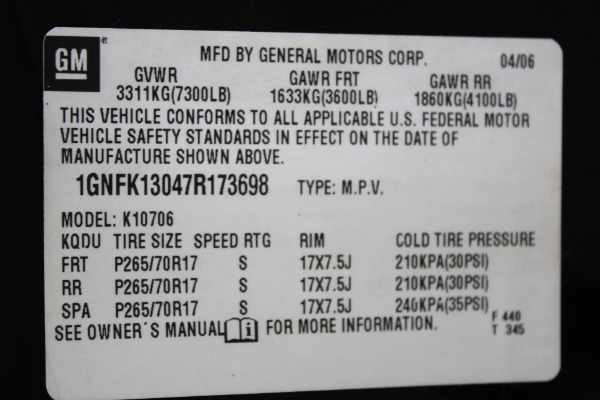 GM
MFD BY GENERAL MOTORS CORP. 04/06
GVWR GAWR FRT GAWR RR
3311KG(7300LB) 1633KG(3600LB) 1860KG(4100LB)
THIS VEHICLE CONFORMS TO ALL APPLICABLE U.S. FEDERAL MOTOR
VEHICLE SAFETY STANDARDS IN EFFECT ON THE DATE OF
MANUFACTURE SHOWN ABOVE.
1GNFK13047R173698 TYPE: M.P.V.
MODEL: K10706
KQDU TIRE SIZE SPEED RTG RIM COLD TIRE PRESSURE
FRT P265/70R17 S 17X7.5J 210KPA(30PSI)
RR P265/70R17 S 17X7.5J 210KPA(30PSI)
SPA P265/70R17 S 17X7.5J 240KPA(35PSI)
SEE OWNER'S MANUAL i FOR MORE INFORMATION. F 440
T 345